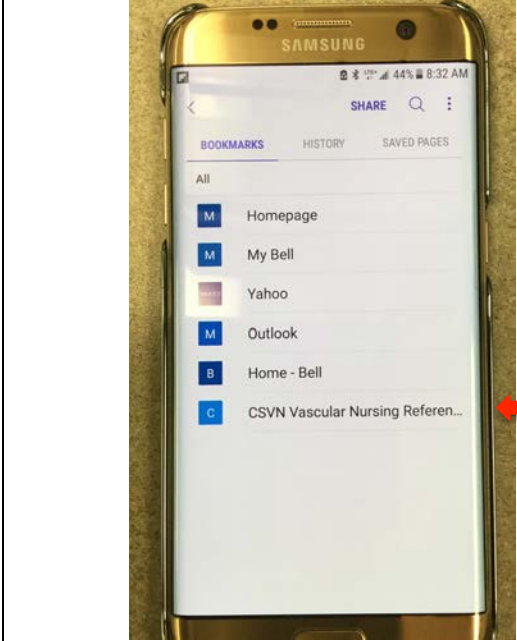 SAMSUNG
44% 8:32 AM
SHARE
BOOKMARKS HISTORY SAVED PAGES
All
M Homepage
M My Bell
Yahoo
M Outlook
B Home - Bell
C CSVN Vascular Nursing Referen...